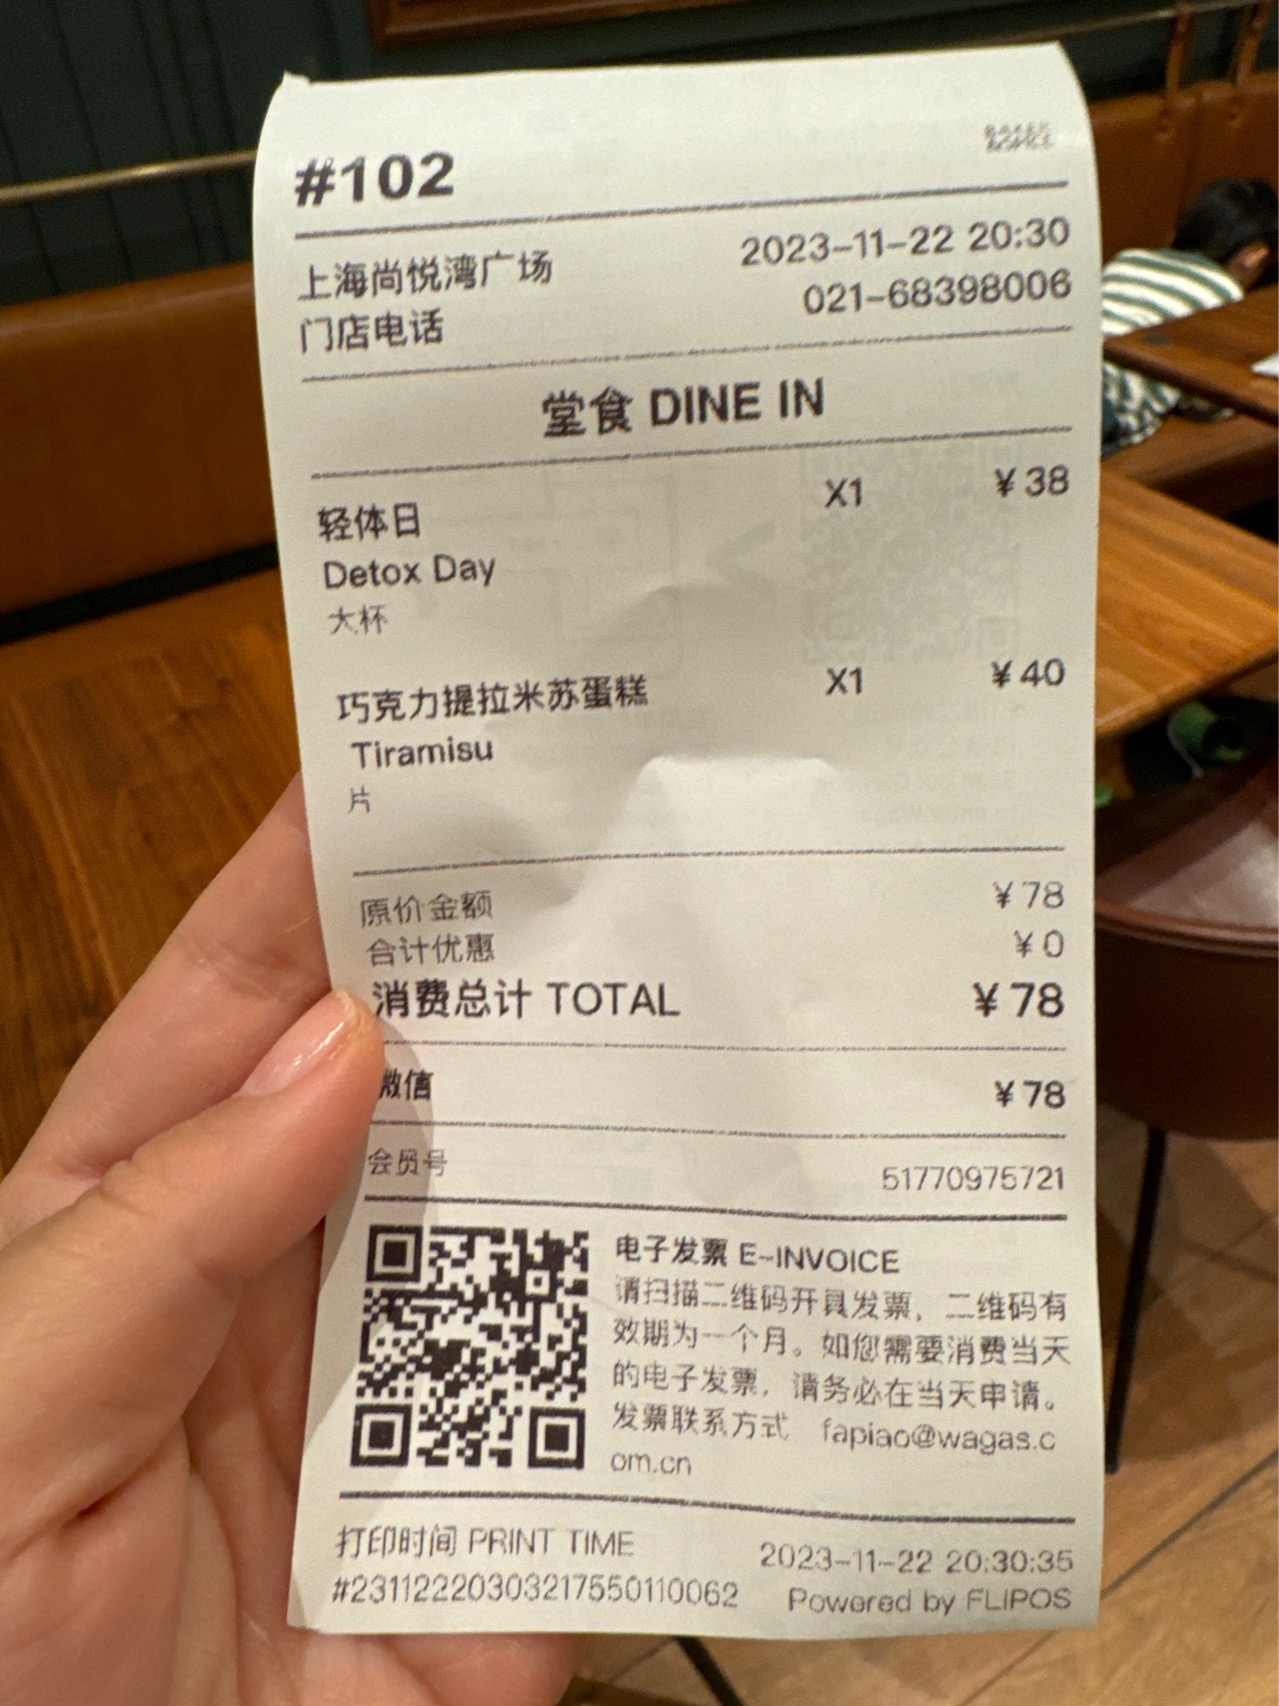 #102
上海尚悦湾广场 2023-11-22 20:30
门店电话 021-68398006
堂食 DINE IN
轻体日 X1 ¥38
Detox Day
大杯
巧克力提拉米苏蛋糕 X1 ¥40
Tiramisu
片
原价金额 ¥78
合计优惠 ¥0
消费总计 TOTAL ¥78
微信 ¥78
会员号 51770975721
电子发票 E-INVOICE
请扫描二维码开具发票，二维码有
效期为一个月。如您需要消费当天
的电子发票，请务必在当天申请。
发票联系方式 fapiao@wagas.c
om.cn
打印时间 PRINT TIME 2023-11-22 20:30:35
#23112220303217550110062 Powered by FLIPOS